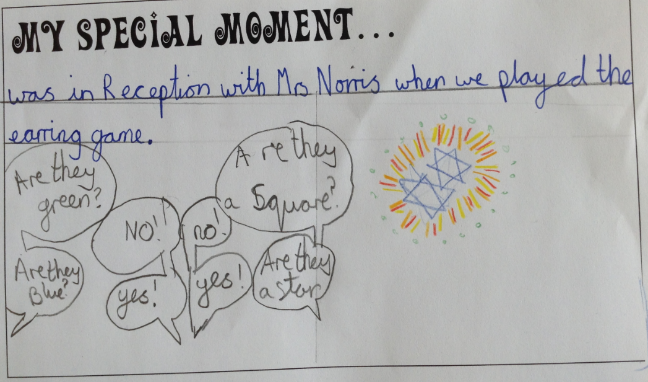 MY SPECIAL MOMENT...
was in Reception with Mrs Norris when we played the
earring game.
Are they
green?
NO!
no!
A re they
a Square?
Are they
Blue?
yes!
yes!
Are they
a star